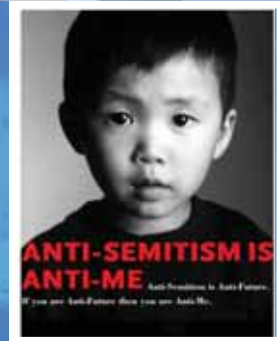 ANTI-SEMITISM IS
ANTI-ME Anti-Semitism is Anti-Future.
If you are Anti-Future then you are Anti-Me.